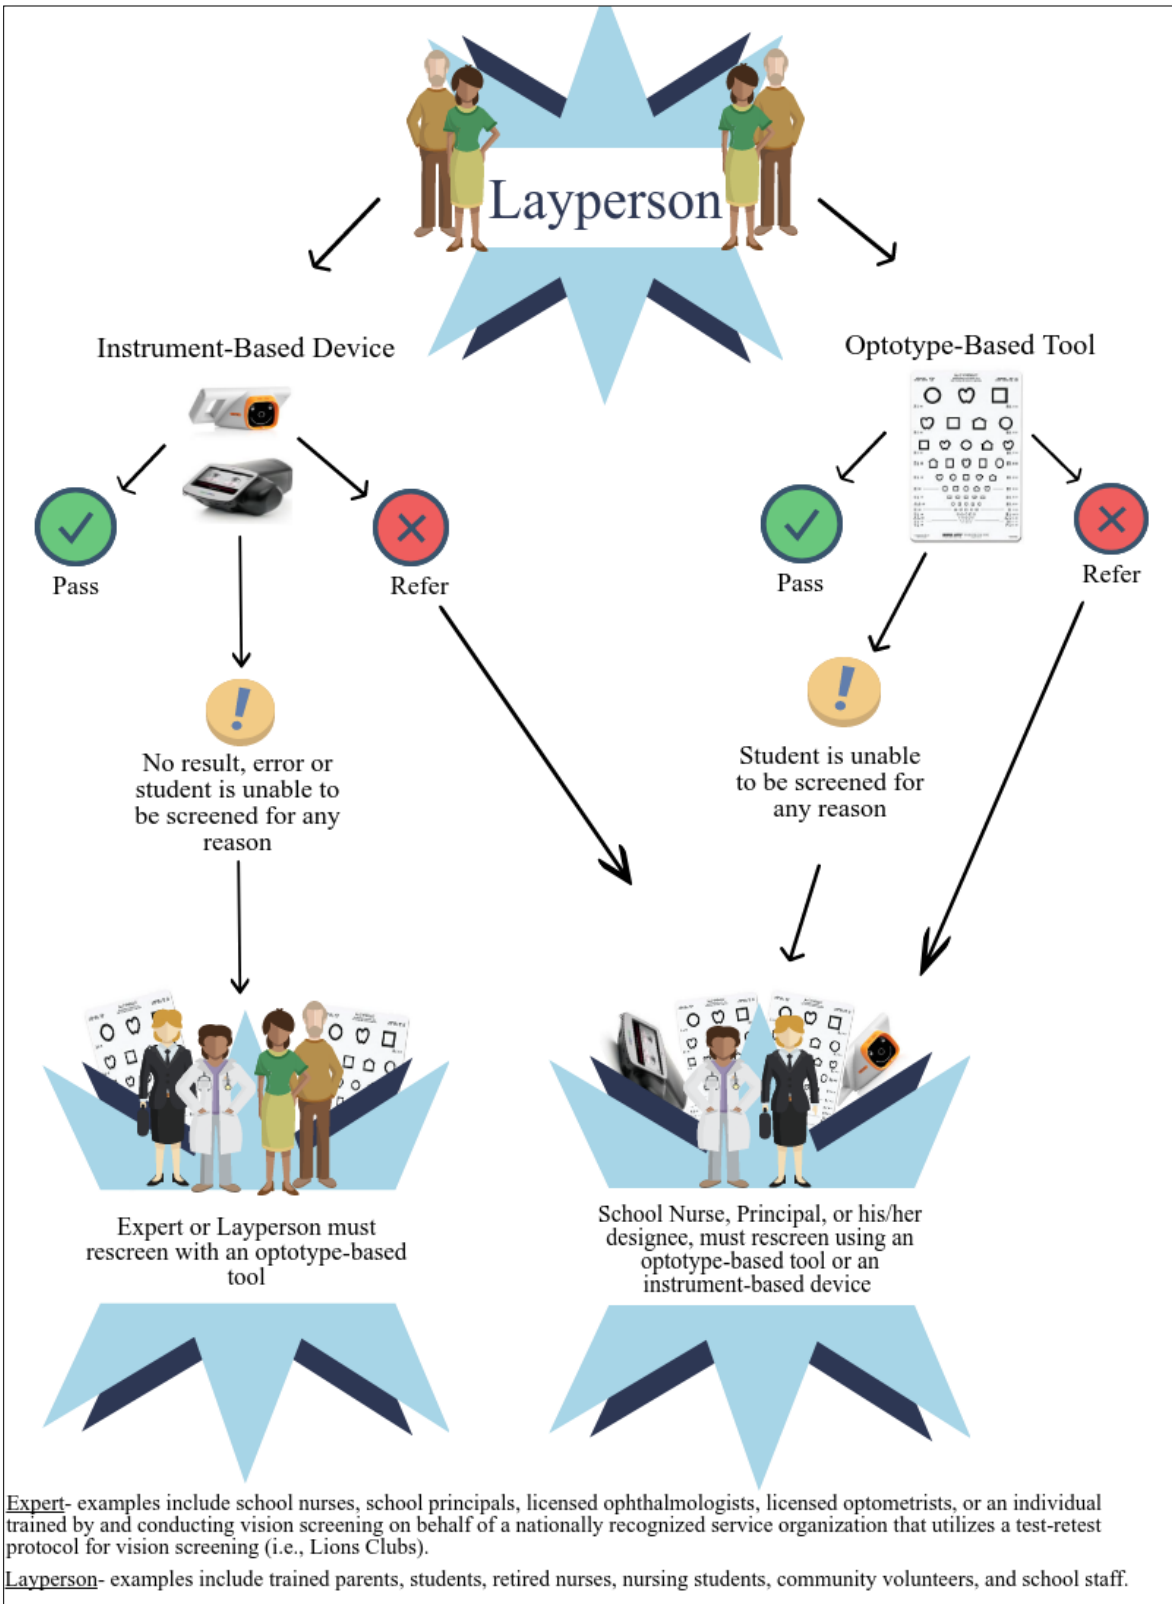 Layperson
Instrument-Based Device
Optotype-Based Tool
Pass
Refer
Pass
Refer
No result, error or
student is unable to
be screened for any
reason
Student is unable
to be screened for
any reason
Expert or Layperson must
rescreen with an optotype-based
tool
School Nurse, Principal, or his/her
designee, must rescreen using an
optotype-based tool or an
instrument-based device
Expert- examples include school nurses, school principals, licensed ophthalmologists, licensed optometrists, or an individual
trained by and conducting vision screening on behalf of a nationally recognized service organization that utilizes a test-retest
protocol for vision screening (i.e., Lions Clubs).
Layperson- examples include trained parents, students, retired nurses, nursing students, community volunteers, and school staff.